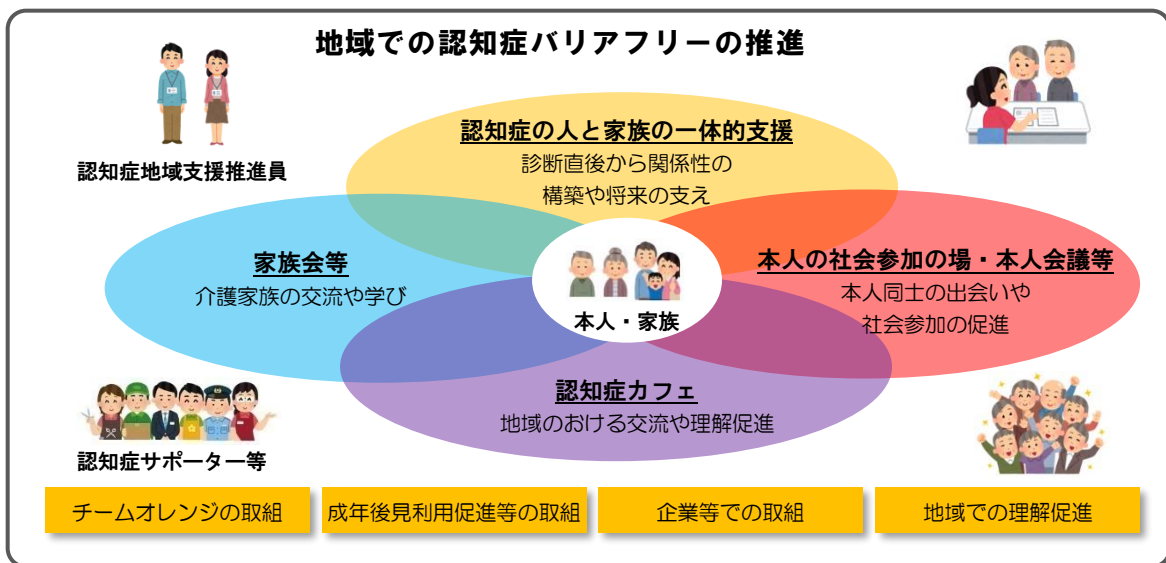 地域での認知症バリアフリーの推進
認知症地域支援推進員
認知症の人と家族の一体的支援
診断直後から関係性の
構築や将来の支え
家族会等
介護家族の交流や学び
本人・家族
本人の社会参加の場・本人会議等
本人同士の出会いや
社会参加の促進
認知症カフェ
地域のおける交流や理解促進
認知症サポーター等
チームオレンジの取組
成年後見利用促進等の取組
企業等での取組
地域での理解促進